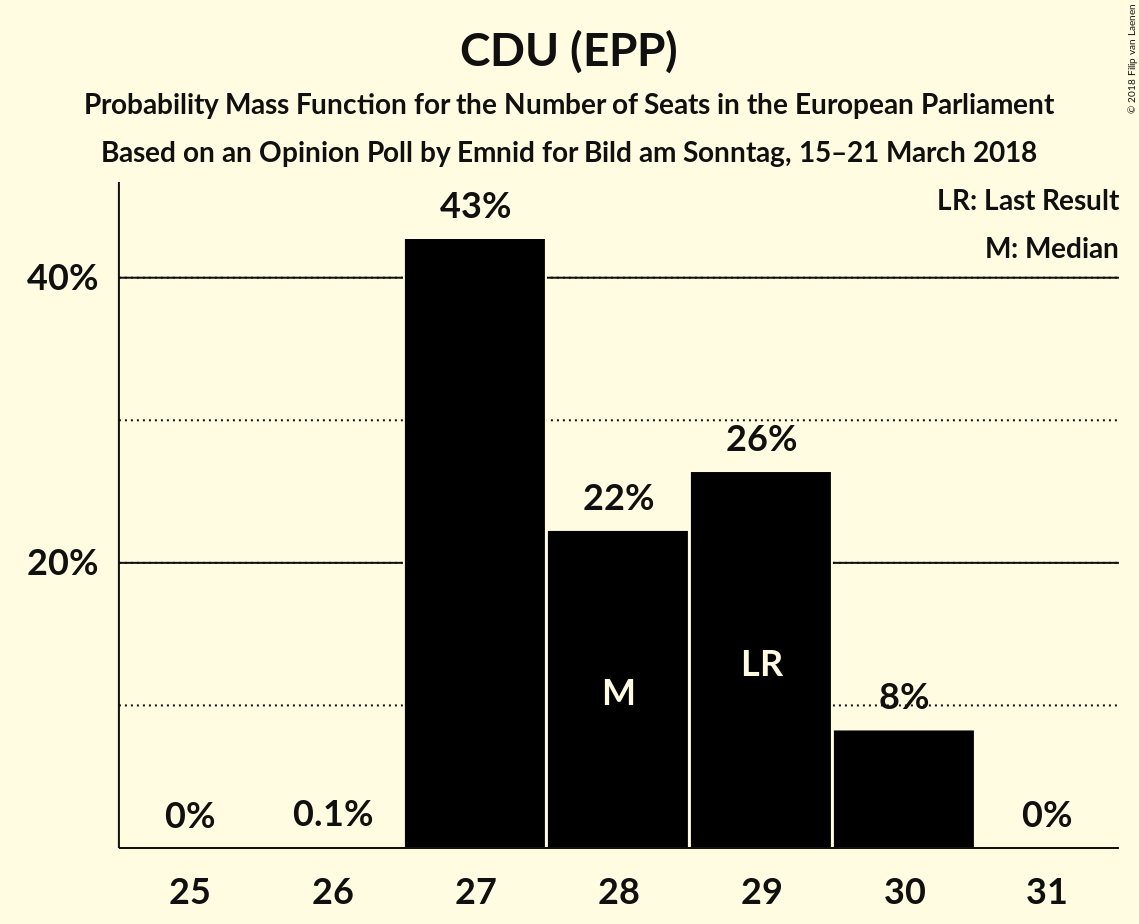 CDU (EPP)
Probability Mass Function for the Number of Seats in the European Parliament
Based on an Opinion Poll by Emnid for Bild am Sonntag, 15–21 March 2018
© 2018 Filip van Laenen
LR: Last Result
M: Median
40%
20%
0%
0.1%
43%
22%
26%
8%
0%
M
LR
25 26 27 28 29 30 31